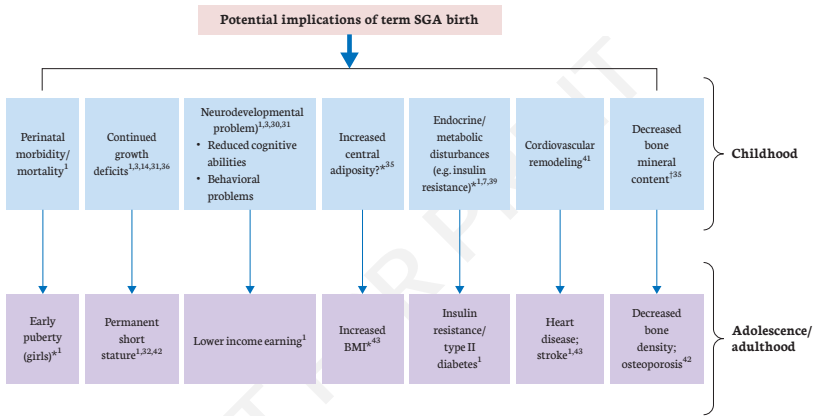 Potential implications of term SGA birth
Perinatal
morbidity/
mortality¹
Continued
growth
deficits¹,³,¹⁴,³¹,³⁶
Neurodevelopmental
problem)¹,³,³⁰,³¹
• Reduced cognitive
abilities
• Behavioral
problems
Increased
central
adiposity?*³⁵
Endocrine/
metabolic
disturbances
(e.g. insulin
resistance)*¹,⁷,³⁹
Cordiovascular
remodeling⁴¹
Decreased
bone
mineral
content†³⁵
Childhood
Early
puberty
(girls)*¹
Permanent
short
stature¹,³²,⁴²
Lower income earning¹
Increased
BMI*⁴³
Insulin
resistance/
type II
diabetes¹
Heart
disease;
stroke¹,⁴³
Decreased
bone
density;
osteoporosis⁴²
Adolescence/
adulthood